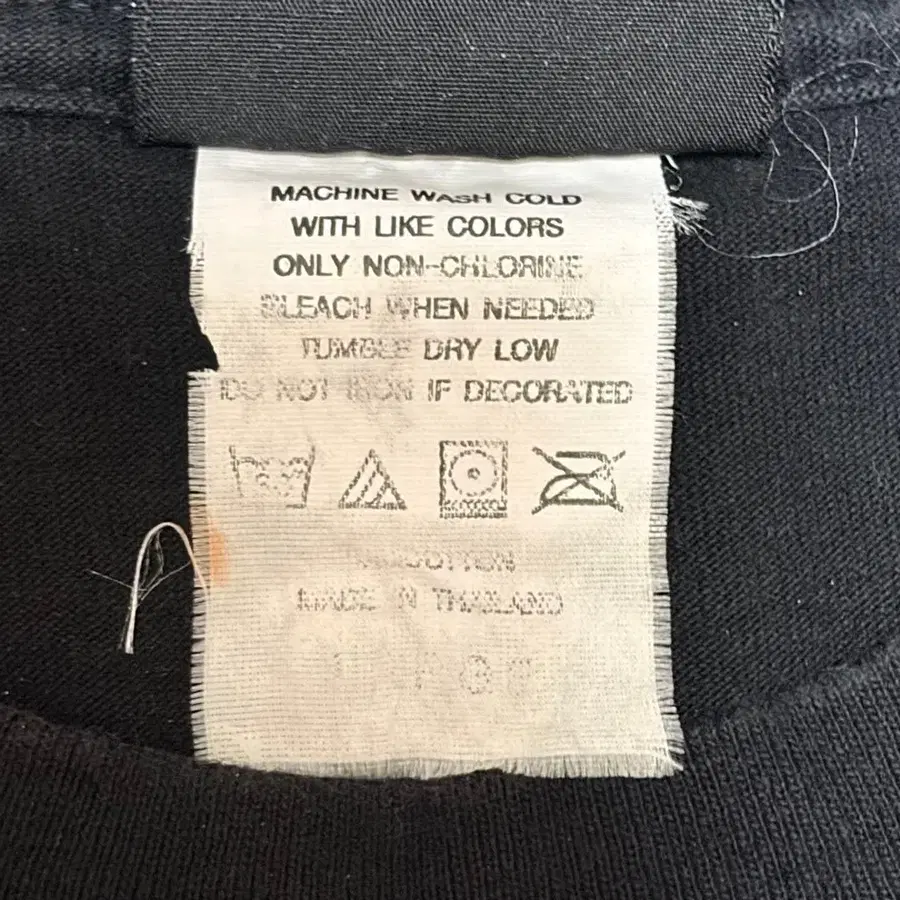 MACHINE WASH COLD
WITH LIKE COLORS
ONLY NON-CHLORINE
BLEACH WHEN NEEDED
TUMBLE DRY LOW
DO NOT IRON IF DECORATED
COTTON
MADE IN THAILAND